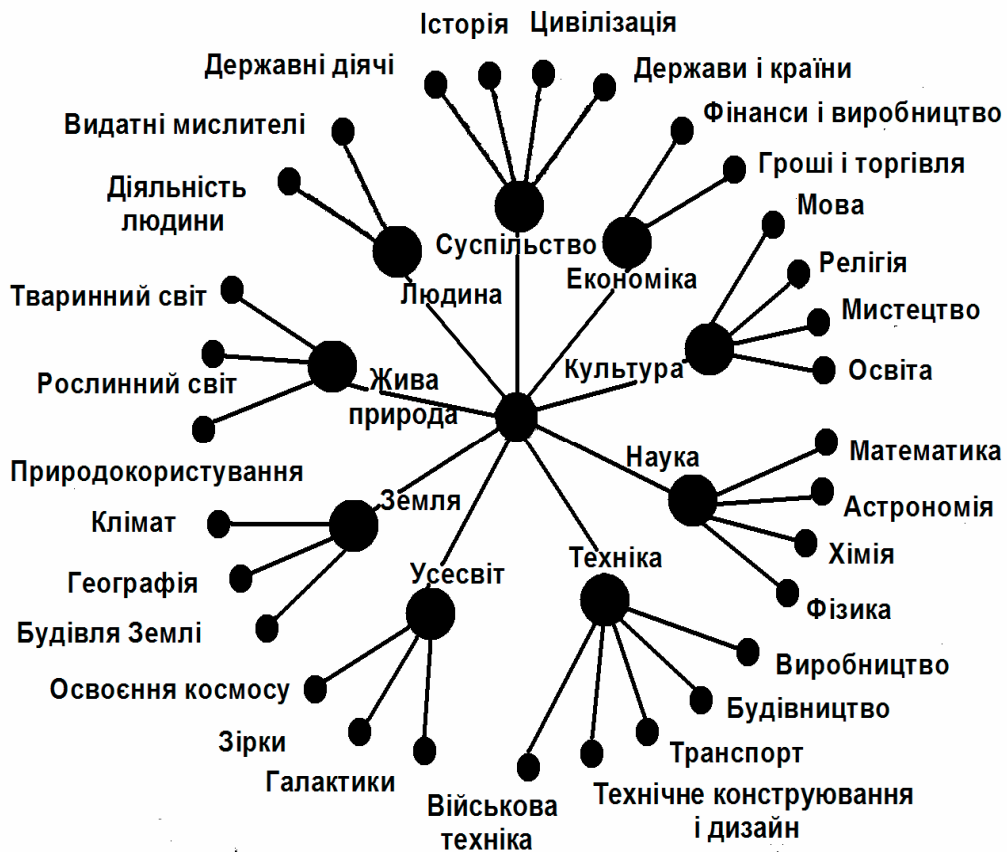 Історія
Цивілізація
Державні діячі
Держави і країни
Видатні мислителі
Фінанси і виробництво
Діяльність
людини
Гроші і торгівля
Мова
Суспільство
Людина
Економіка
Релігія
Тваринний світ
Мистецтво
Рослинний світ
Жива
природа
Культура
Освіта
Природокористування
Наука
Математика
Клімат
Земля
Астрономія
Географія
Усесвіт
Техніка
Хімія
Будівля Землі
Фізика
Освоєння космосу
Виробництво
Зірки
Будівництво
Галактики
Транспорт
Військова
техніка
Технічне конструювання
і дизайн